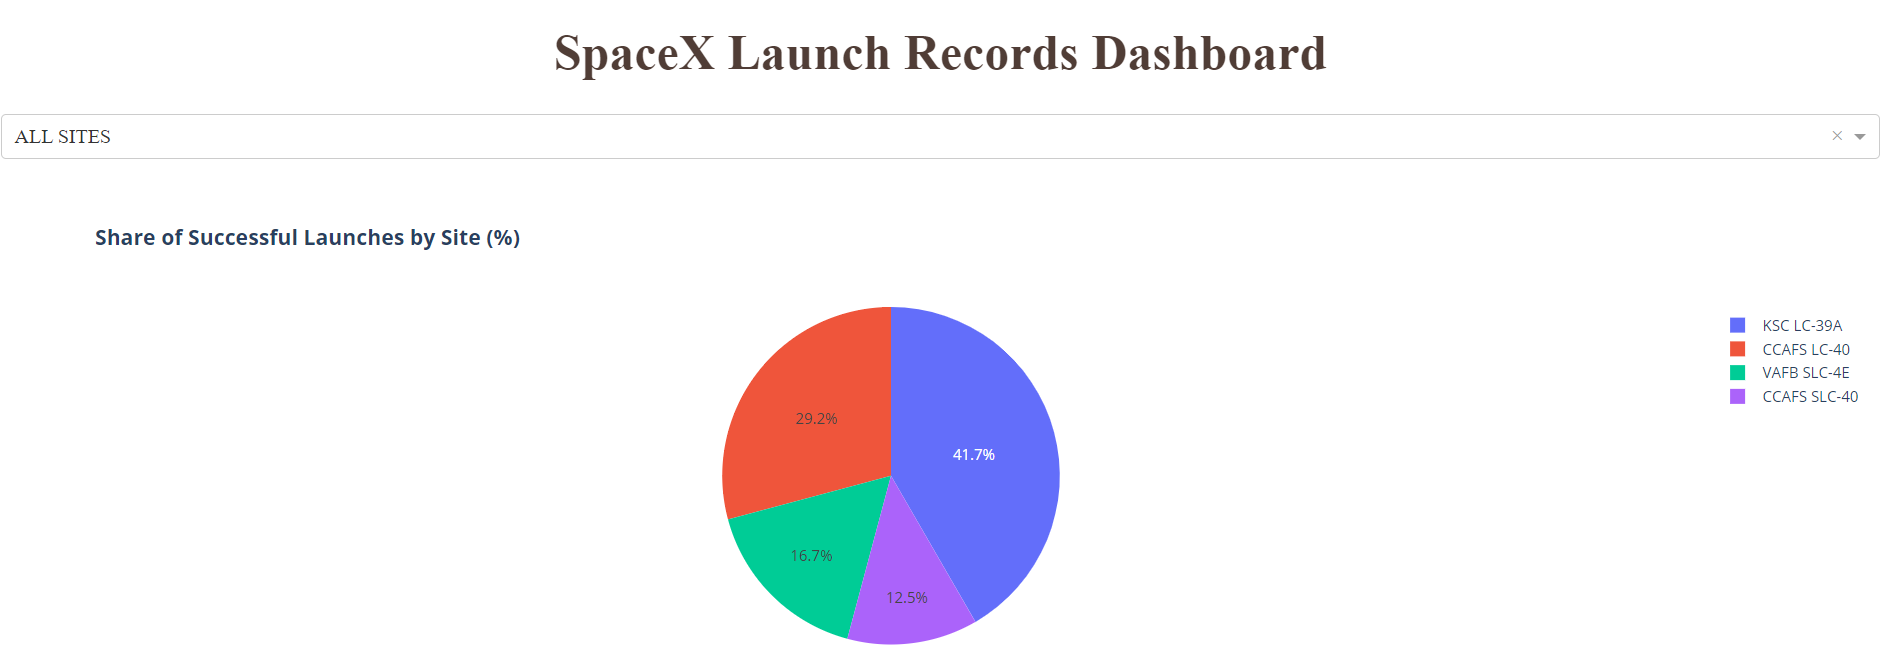 SpaceX Launch Records Dashboard
ALL SITES
Share of Successful Launches by Site (%)
KSC LC-39A
CCAFS LC-40
VAFB SLC-4E
CCAFS SLC-40
29.2%
41.7%
16.7%
12.5%